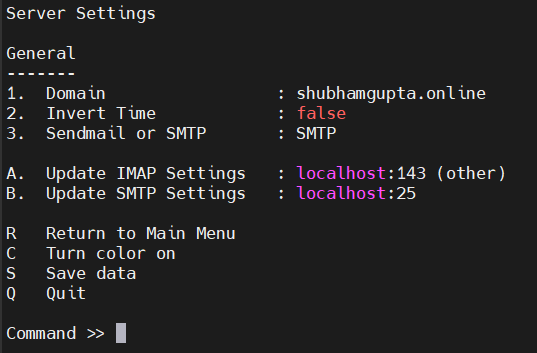 Server Settings
General
-------
1.  Domain                 : shubhamgupta.online
2.  Invert Time            : false
3.  Sendmail or SMTP       : SMTP
A.  Update IMAP Settings   : localhost:143 (other)
B.  Update SMTP Settings   : localhost:25
R   Return to Main Menu
C   Turn color on
S   Save data
Q   Quit
Command >>